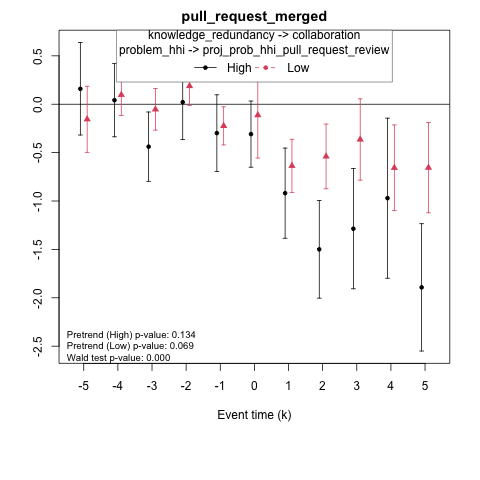 pull_request_merged
knowledge_redundancy -> collaboration
problem_hhi -> proj_prob_hhi_pull_request_review
High Low
0.5
0.0
-0.5
-1.0
-1.5
-2.0
-2.5
Pretrend (High) p-value: 0.134
Pretrend (Low) p-value: 0.069
Wald test p-value: 0.000
-5 -4 -3 -2 -1 0 1 2 3 4 5
Event time (k)